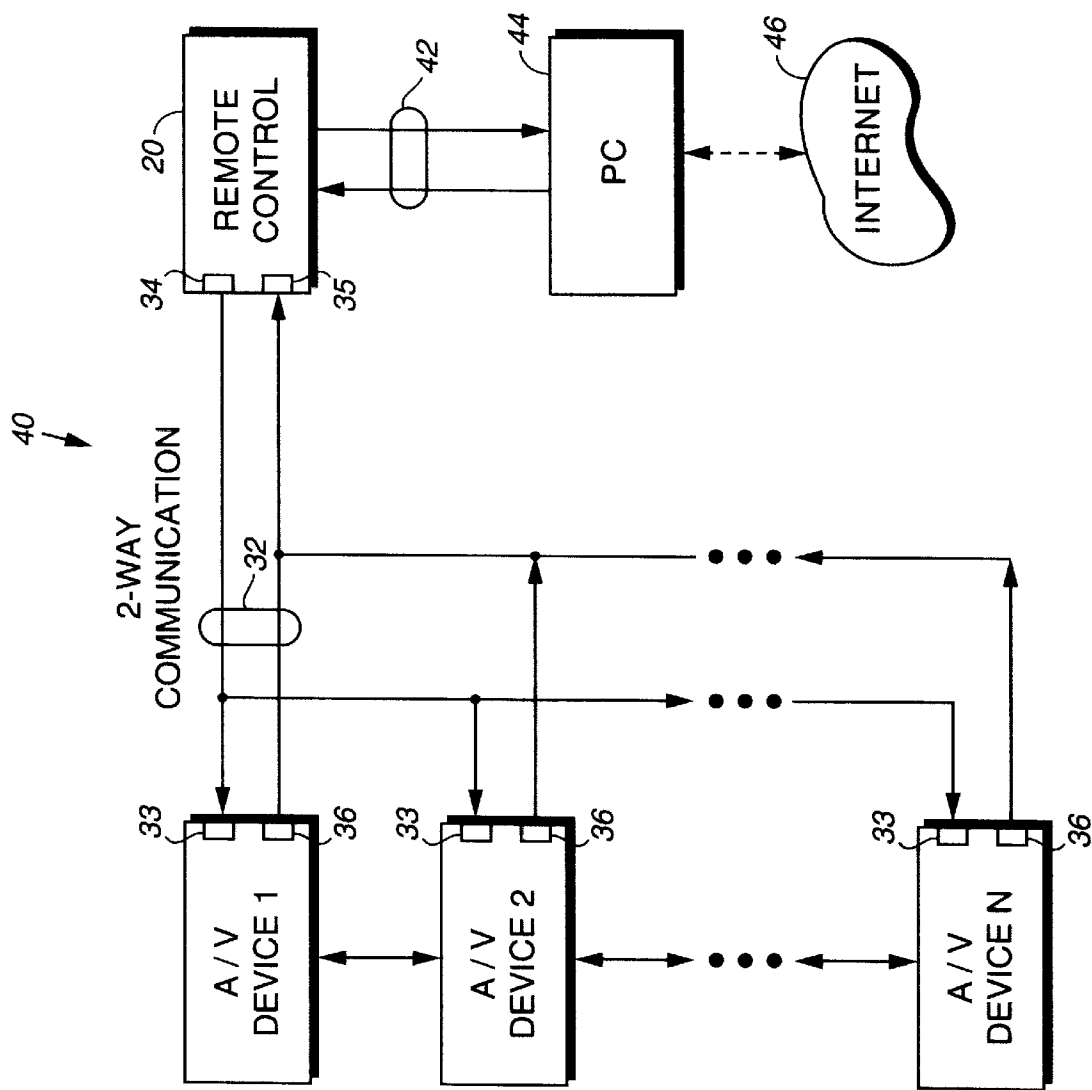 40
2-WAY
COMMUNICATION
32
A / V
DEVICE 1
33
36
34
35
20
REMOTE
CONTROL
42
A / V
DEVICE 2
33
36
44
PC
A / V
DEVICE N
33
36
46
INTERNET